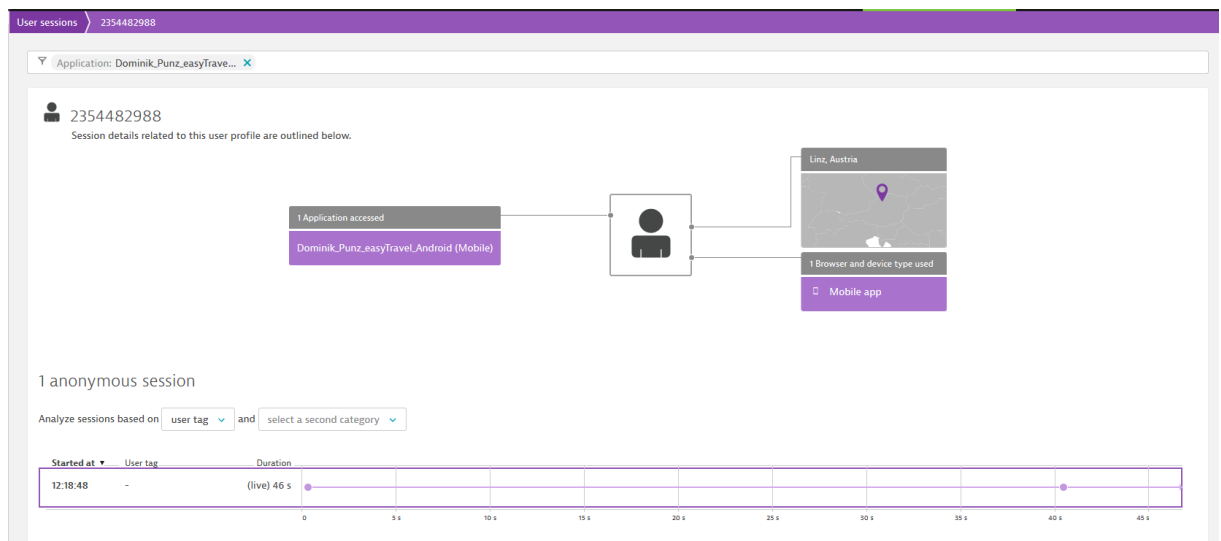 User sessions 2354482988
Application: Dominik_Punz_easyTrave...
2354482988
Session details related to this user profile are outlined below.
Linz, Austria
1 Application accessed
Dominik_Punz_easyTravel_Android (Mobile)
1 Browser and device type used
Mobile app
1 anonymous session
Analyze sessions based on user tag and select a second category
Started at ▼ User tag Duration
12:18:48 - (live) 46 s
0 5 s 10 s 15 s 20 s 25 s 30 s 35 s 40 s 45 s